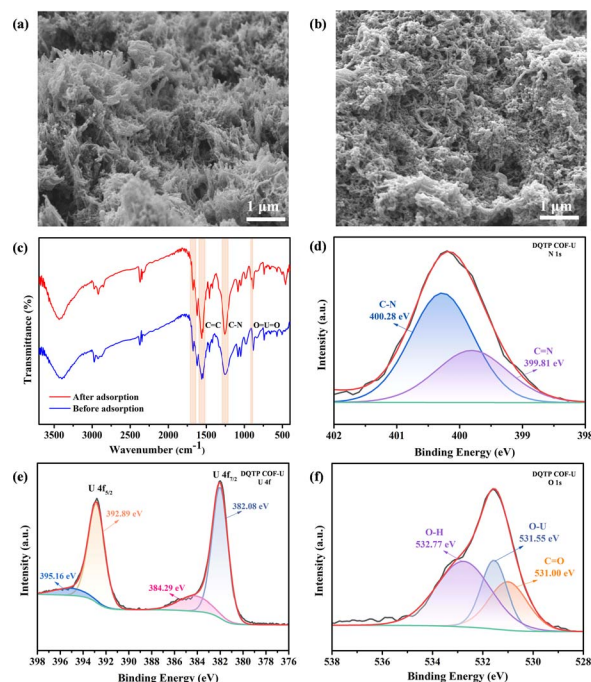 (a)
1 μm
(b)
1 μm
(c)
Transmittance (%)
C=C
C-N
O=U=O
After adsorption
Before adsorption
3500 3000 2500 2000 1500 1000 500
Wavenumber (cm-1)
(d)
DQTP COF-U
N 1s
C-N
400.28 eV
C=N
399.81 eV
Intensity (a.u.)
402 401 400 399 398
Binding Energy (eV)
(e)
DQTP COF-U
U 4f
U 4f5/2
U 4f7/2
392.89 eV
382.08 eV
395.16 eV
384.29 eV
Intensity (a.u.)
398 396 394 392 390 388 386 384 382 380 378 376
Binding Energy (eV)
(f)
DQTP COF-U
O 1s
O-H
532.77 eV
O-U
531.55 eV
C=O
531.00 eV
Intensity (a.u.)
538 536 534 532 530 528
Binding Energy (eV)